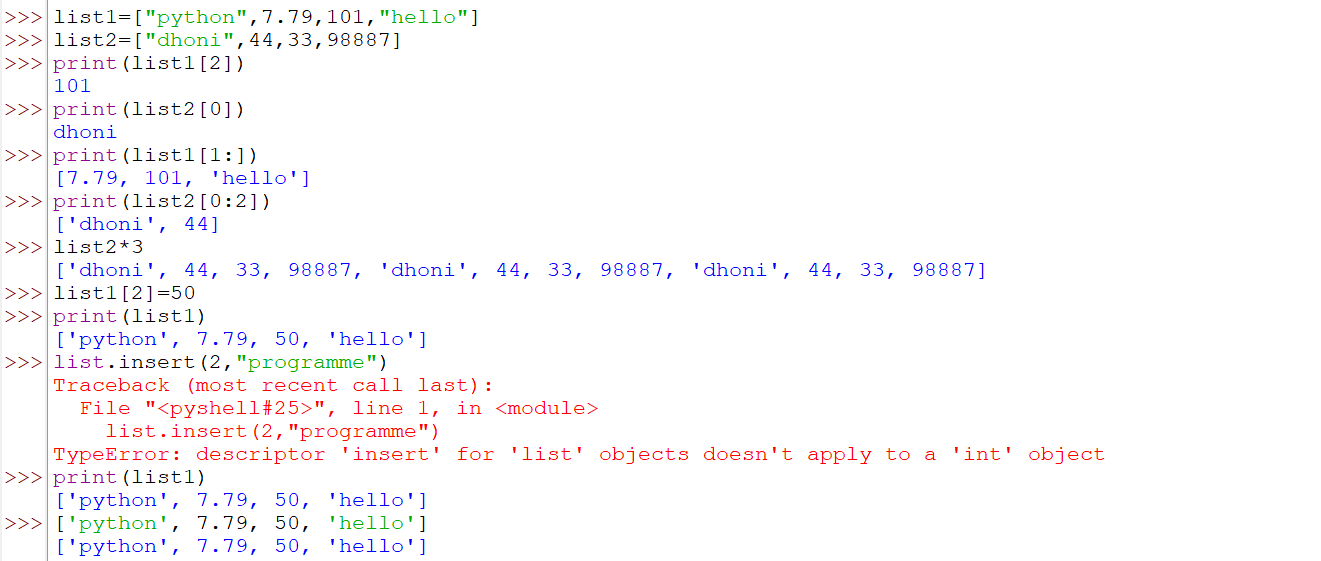 >>> list1=["python",7.79,101,"hello"]
>>> list2=["dhoni",44,33,98887]
>>> print(list1[2])
101
>>> print(list2[0])
dhoni
>>> print(list1[1:])
[7.79, 101, 'hello']
>>> print(list2[0:2])
['dhoni', 44]
>>> list2*3
['dhoni', 44, 33, 98887, 'dhoni', 44, 33, 98887, 'dhoni', 44, 33, 98887]
>>> list1[2]=50
>>> print(list1)
['python', 7.79, 50, 'hello']
>>> list.insert(2,"programme")
Traceback (most recent call last):
  File "<pyshell#25>", line 1, in <module>
    list.insert(2,"programme")
TypeError: descriptor 'insert' for 'list' objects doesn't apply to a 'int' object
>>> print(list1)
['python', 7.79, 50, 'hello']
>>> ['python', 7.79, 50, 'hello']
['python', 7.79, 50, 'hello']